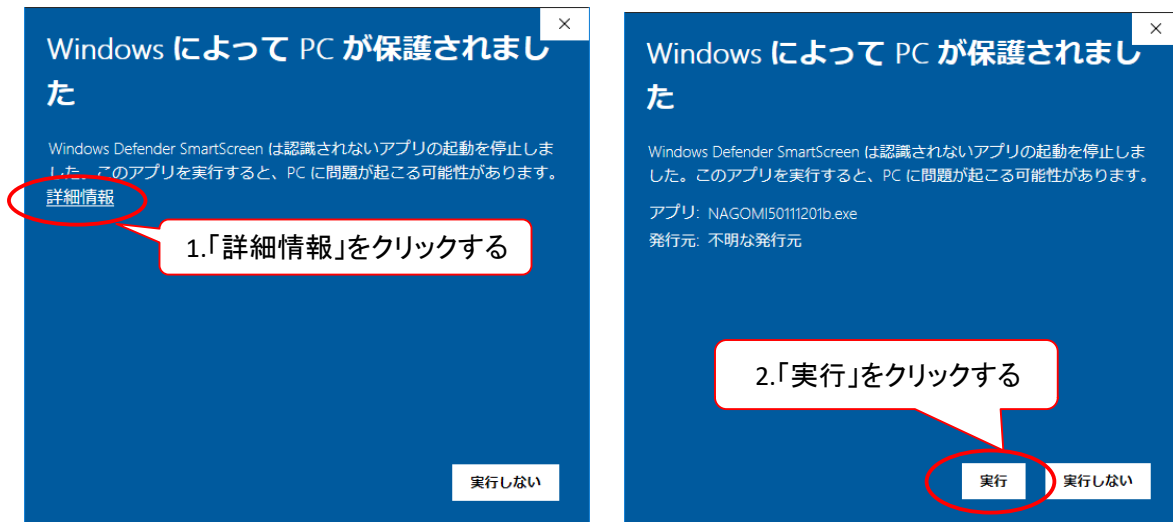 Windows によって PC が保護されまし
た
Windows Defender SmartScreen は認識されないアプリの起動を停止しま
した。このアプリを実行すると、PC に問題が起こる可能性があります。
詳細情報
1.「詳細情報」をクリックする
実行しない
Windows によって PC が保護されまし
た
Windows Defender SmartScreen は認識されないアプリの起動を停止しま
した。このアプリを実行すると、PC に問題が起こる可能性があります。
アプリ: NAGOMI50111201b.exe
発行元: 不明な発行元
2.「実行」をクリックする
実行
実行しない